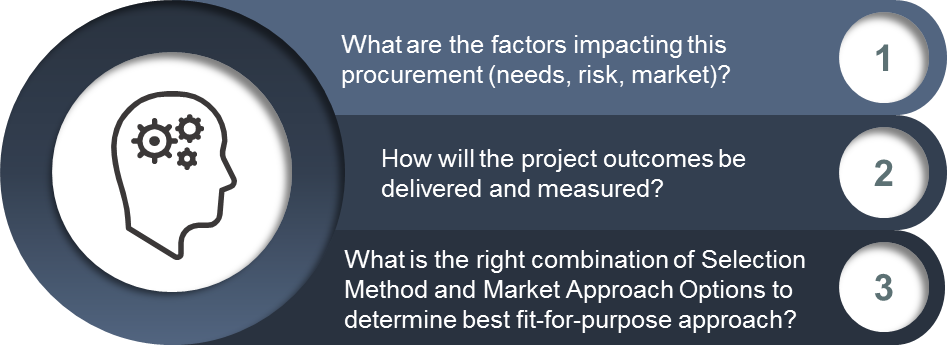 What are the factors impacting this
procurement (needs, risk, market)?
1
How will the project outcomes be
delivered and measured?
2
What is the right combination of Selection
Method and Market Approach Options to
determine best fit-for-purpose approach?
3